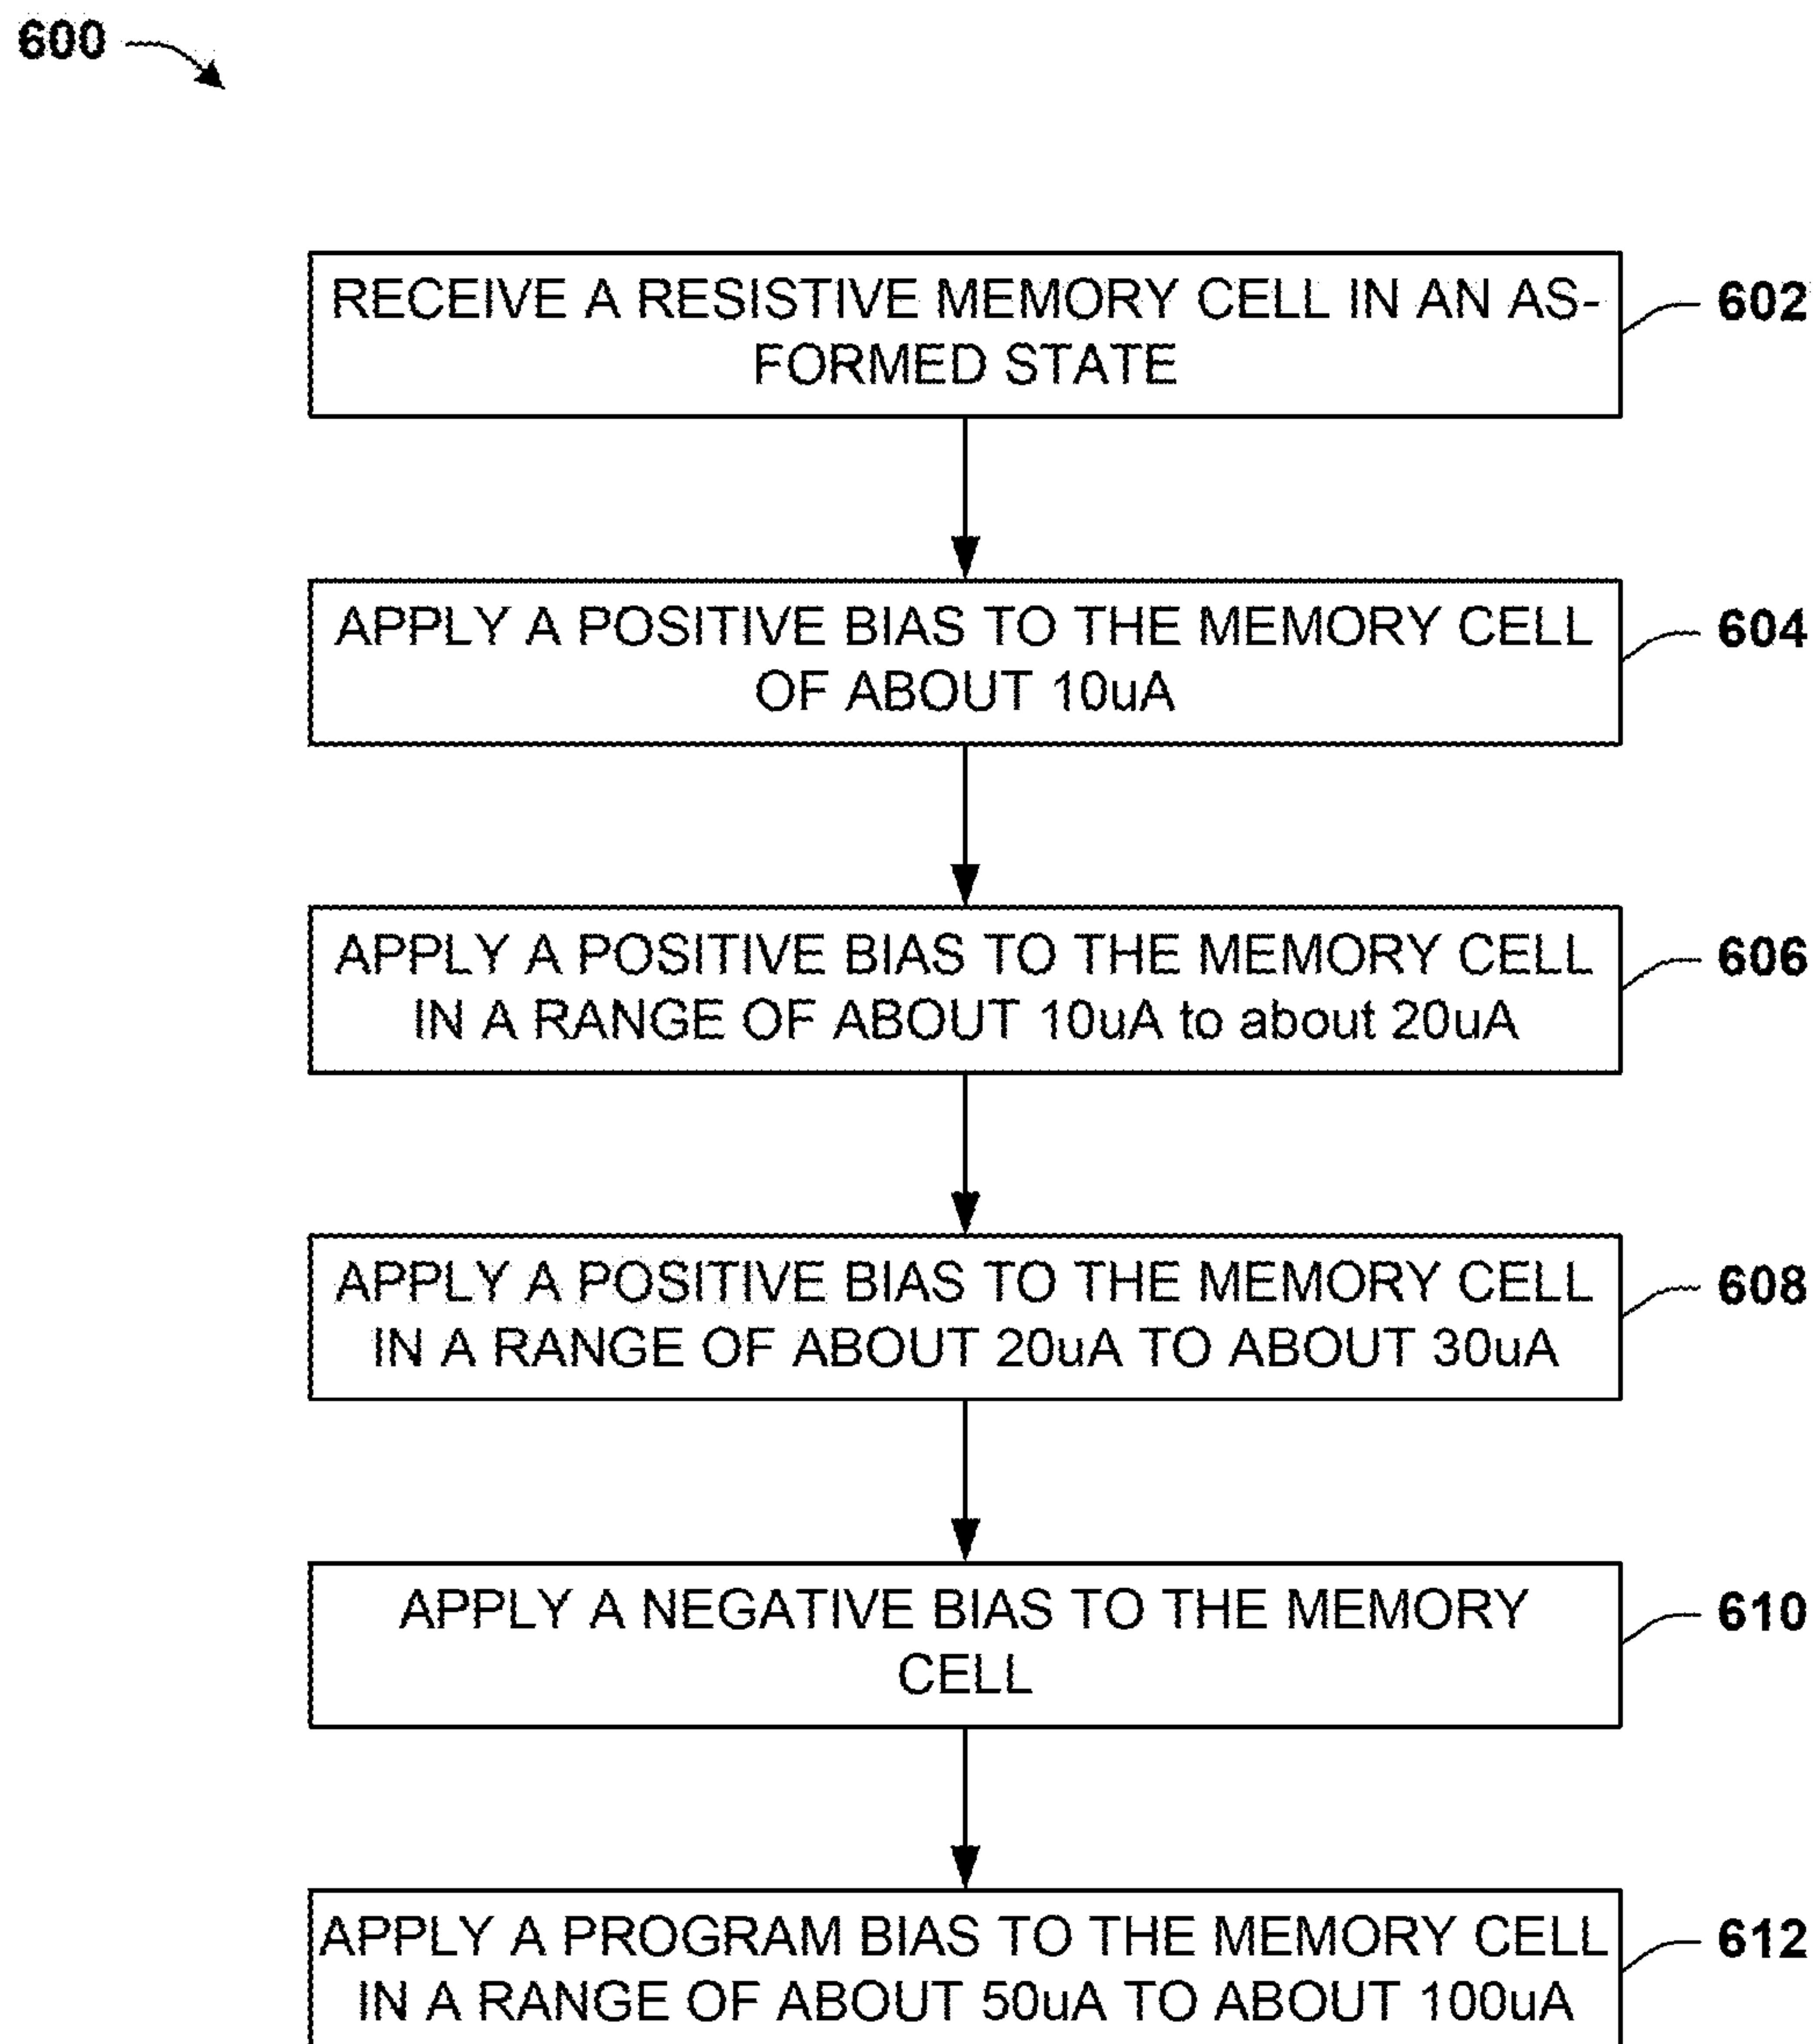 600
RECEIVE A RESISTIVE MEMORY CELL IN AN AS-
FORMED STATE
602
APPLY A POSITIVE BIAS TO THE MEMORY CELL
OF ABOUT 10uA
604
APPLY A POSITIVE BIAS TO THE MEMORY CELL
IN A RANGE OF ABOUT 10uA to about 20uA
606
APPLY A POSITIVE BIAS TO THE MEMORY CELL
IN A RANGE OF ABOUT 20uA TO ABOUT 30uA
608
APPLY A NEGATIVE BIAS TO THE MEMORY
CELL
610
APPLY A PROGRAM BIAS TO THE MEMORY CELL
IN A RANGE OF ABOUT 50uA TO ABOUT 100uA
612